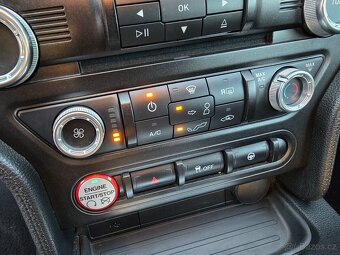 OK
MAX
A/C
MAX
R
A/C
OFF
ENGINE
START/STOP